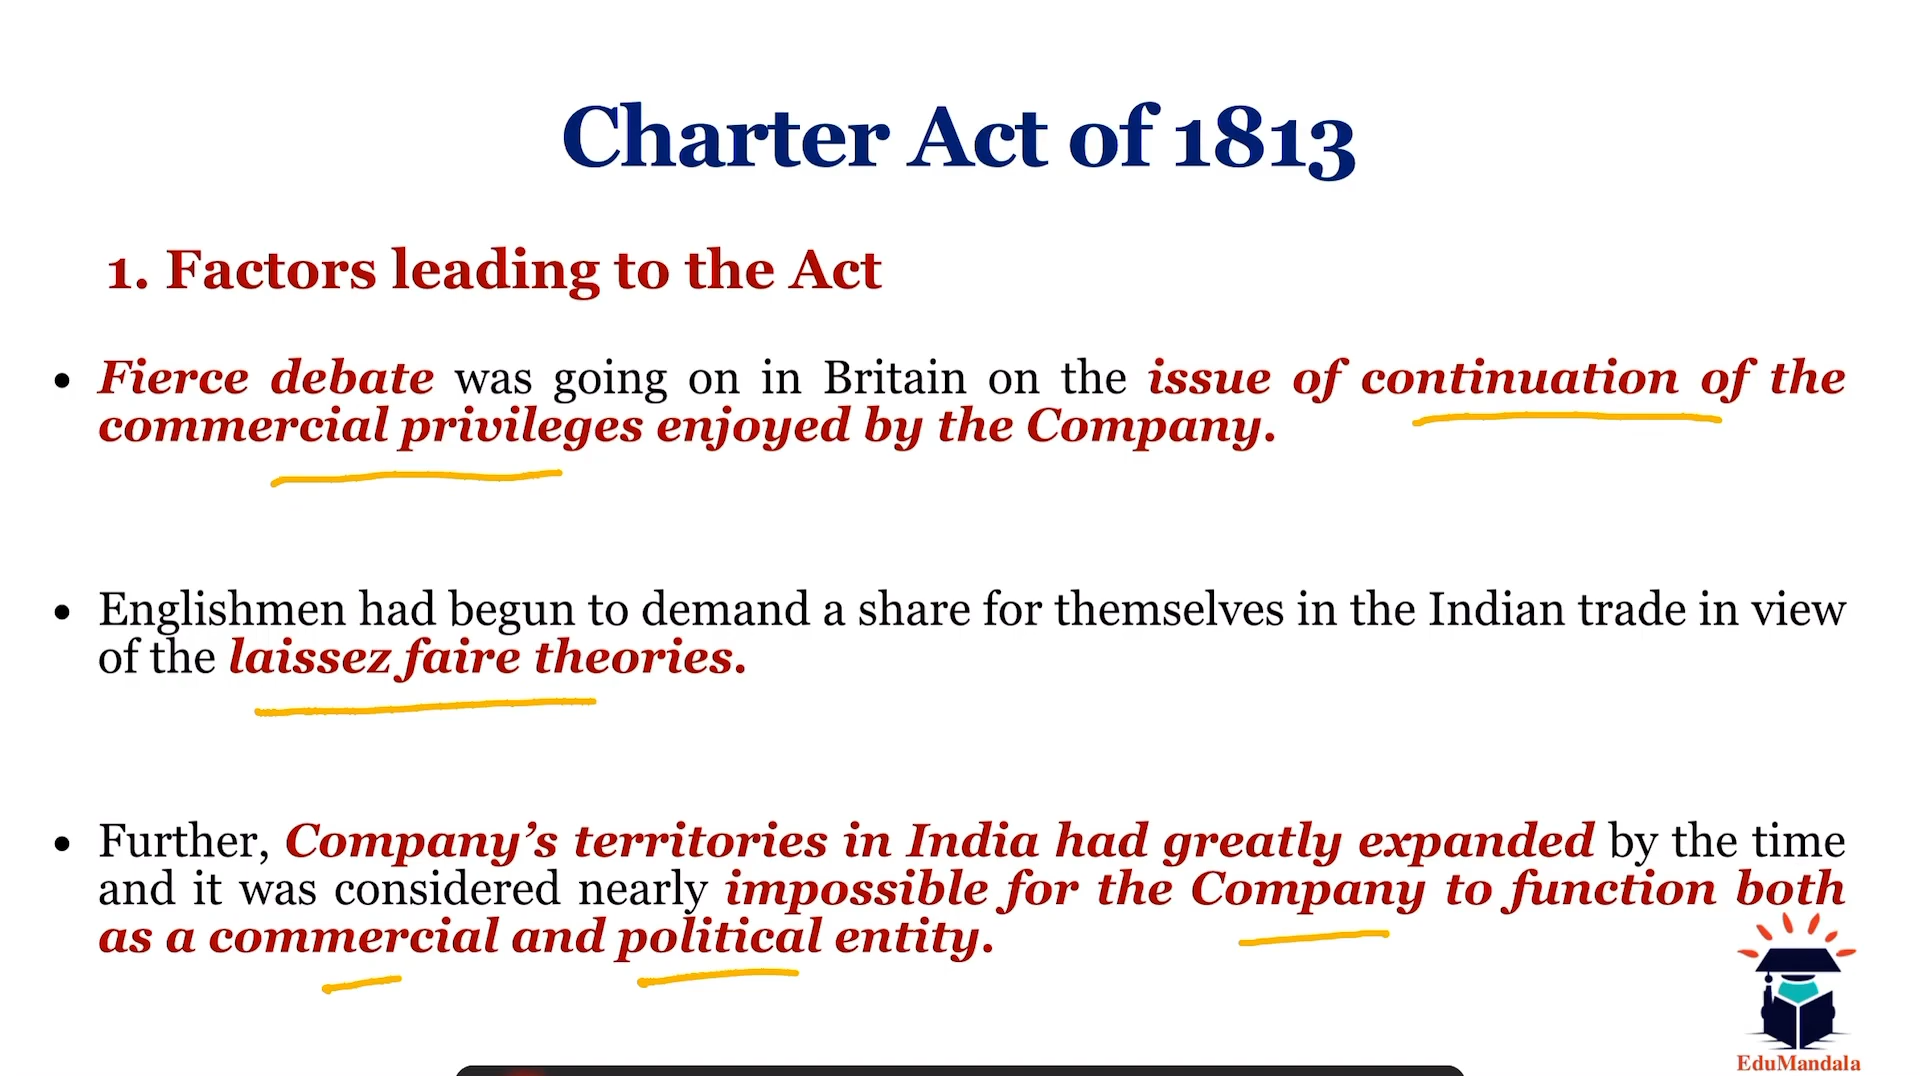 Charter Act of 1813
1. Factors leading to the Act
• Fierce debate was going on in Britain on the issue of continuation of the
commercial privileges enjoyed by the Company.
• Englishmen had begun to demand a share for themselves in the Indian trade in view
of the laissez faire theories.
• Further, Company's territories in India had greatly expanded by the time
and it was considered nearly impossible for the Company to function both
as a commercial and political entity.
EduMandala